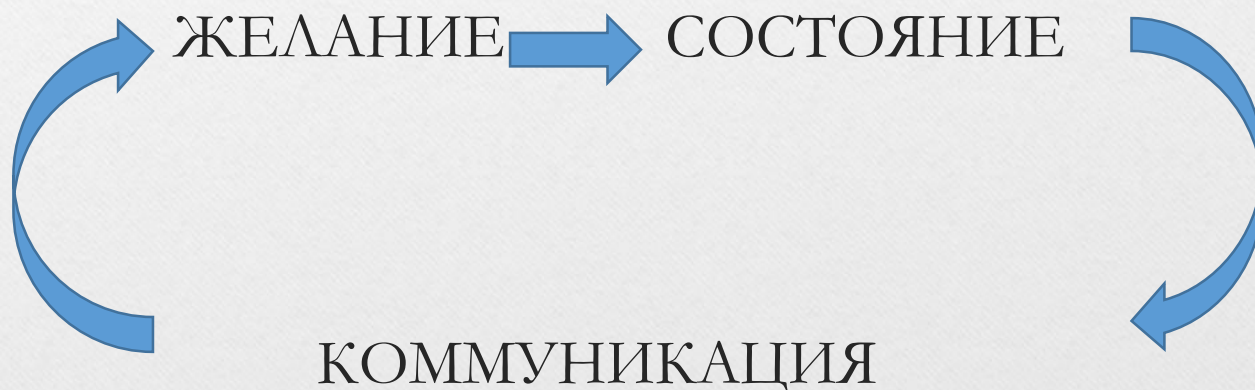 ЖЕЛАНИЕ СОСТОЯНИЕ
КОММУНИКАЦИЯ